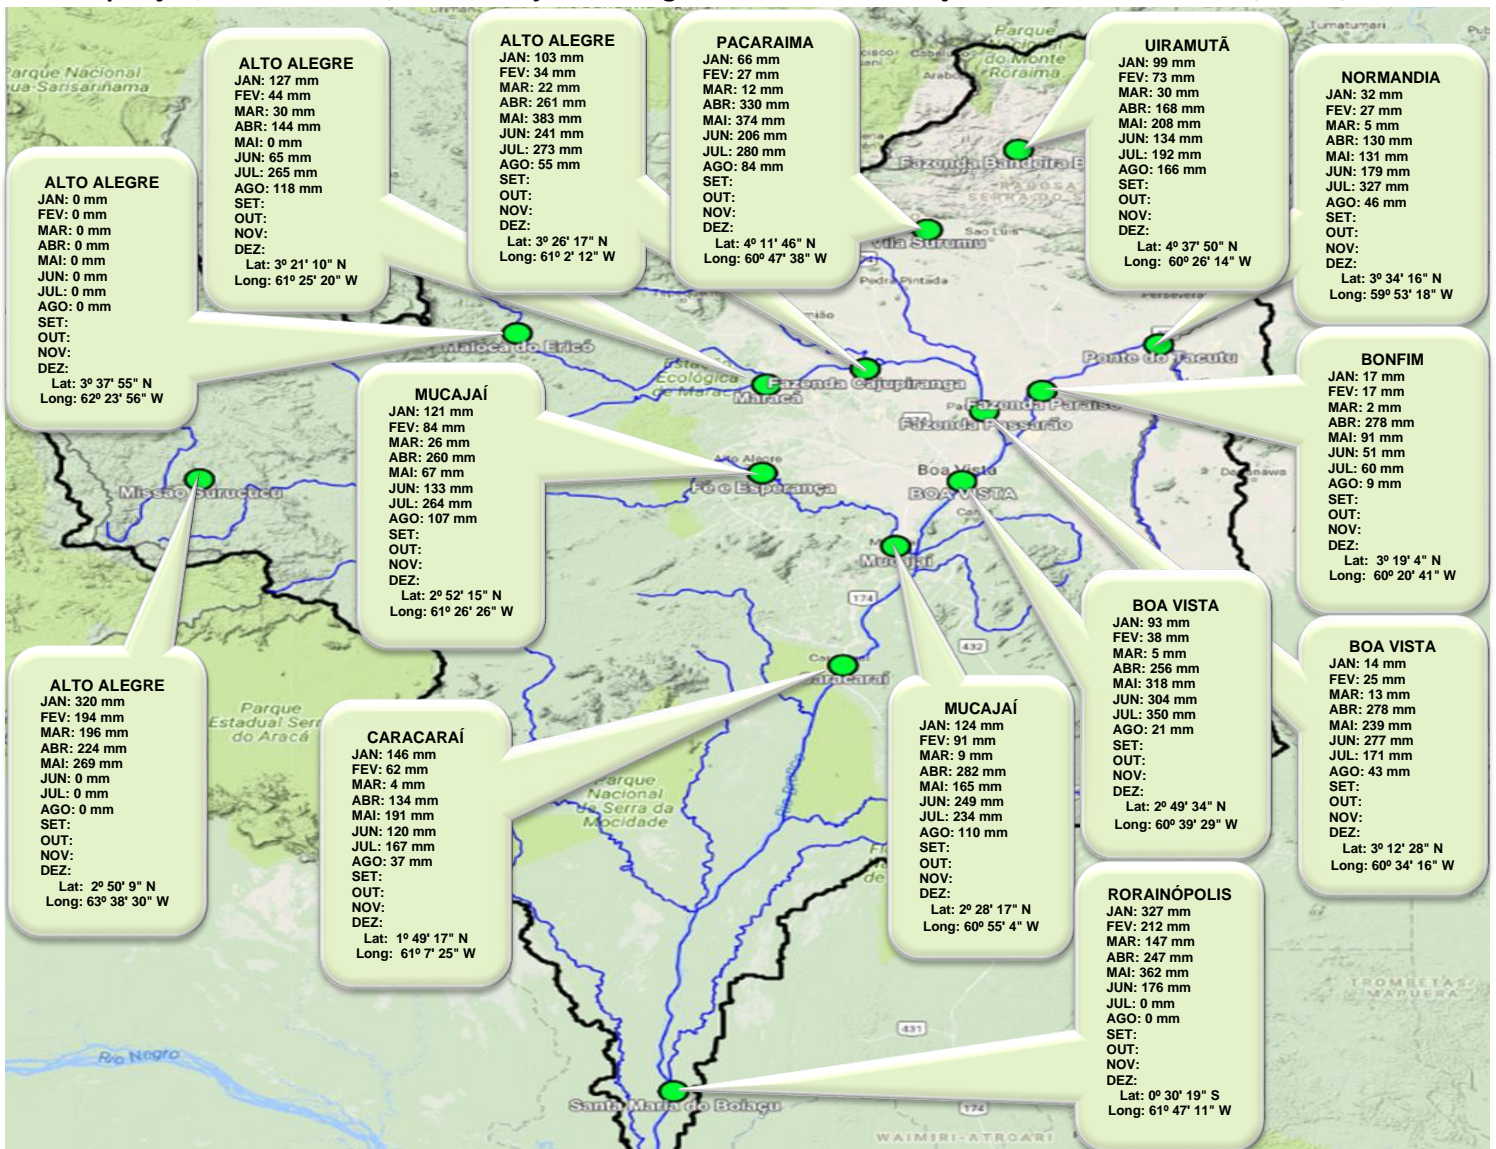 ALTO ALEGRE
JAN: 127 mm
FEV: 44 mm
MAR: 30 mm
ABR: 144 mm
MAI: 0 mm
JUN: 65 mm
JUL: 265 mm
AGO: 118 mm
SET:
OUT:
NOV:
DEZ:
Lat: 3º 21' 10" N
Long: 61º 25' 20" W
ALTO ALEGRE
JAN: 103 mm
FEV: 34 mm
MAR: 22 mm
ABR: 261 mm
MAI: 383 mm
JUN: 241 mm
JUL: 273 mm
AGO: 55 mm
SET:
OUT:
NOV:
DEZ:
Lat: 3º 26' 17" N
Long: 61º 2' 12" W
PACARAIMA
JAN: 66 mm
FEV: 27 mm
MAR: 12 mm
ABR: 330 mm
MAI: 374 mm
JUN: 206 mm
JUL: 280 mm
AGO: 84 mm
SET:
OUT:
NOV:
DEZ:
Lat: 4º 11' 46" N
Long: 60º 47' 38" W
UIRAMUTÃ
JAN: 99 mm
FEV: 73 mm
MAR: 30 mm
ABR: 168 mm
MAI: 208 mm
JUN: 134 mm
JUL: 192 mm
AGO: 166 mm
SET:
OUT:
NOV:
DEZ:
Lat: 4º 37' 50" N
Long: 60º 26' 14" W
NORMANDIA
JAN: 32 mm
FEV: 27 mm
MAR: 5 mm
ABR: 130 mm
MAI: 131 mm
JUN: 179 mm
JUL: 327 mm
AGO: 46 mm
SET:
OUT:
NOV:
DEZ:
Lat: 3º 34' 16" N
Long: 59º 53' 18" W
ALTO ALEGRE
JAN: 0 mm
FEV: 0 mm
MAR: 0 mm
ABR: 0 mm
MAI: 0 mm
JUN: 0 mm
JUL: 0 mm
AGO: 0 mm
SET:
OUT:
NOV:
DEZ:
Lat: 3º 37' 55" N
Long: 62º 23' 56" W
MUCAJAÍ
JAN: 121 mm
FEV: 84 mm
MAR: 26 mm
ABR: 260 mm
MAI: 67 mm
JUN: 133 mm
JUL: 264 mm
AGO: 107 mm
SET:
OUT:
NOV:
DEZ:
Lat: 2º 52' 15" N
Long: 61º 26' 26" W
BONFIM
JAN: 17 mm
FEV: 17 mm
MAR: 2 mm
ABR: 278 mm
MAI: 91 mm
JUN: 51 mm
JUL: 60 mm
AGO: 9 mm
SET:
OUT:
NOV:
DEZ:
Lat: 3º 19' 4" N
Long: 60º 20' 41" W
BOA VISTA
JAN: 93 mm
FEV: 38 mm
MAR: 5 mm
ABR: 256 mm
MAI: 318 mm
JUN: 304 mm
JUL: 350 mm
AGO: 21 mm
SET:
OUT:
NOV:
DEZ:
Lat: 2º 49' 34" N
Long: 60º 39' 29" W
BOA VISTA
JAN: 14 mm
FEV: 25 mm
MAR: 13 mm
ABR: 278 mm
MAI: 239 mm
JUN: 277 mm
JUL: 171 mm
AGO: 43 mm
SET:
OUT:
NOV:
DEZ:
Lat: 3º 12' 28" N
Long: 60º 34' 16" W
ALTO ALEGRE
JAN: 320 mm
FEV: 194 mm
MAR: 196 mm
ABR: 224 mm
MAI: 269 mm
JUN: 0 mm
JUL: 0 mm
AGO: 0 mm
SET:
OUT:
NOV:
DEZ:
Lat: 2º 50' 9" N
Long: 63º 38' 30" W
CARACARAÍ
JAN: 146 mm
FEV: 62 mm
MAR: 4 mm
ABR: 134 mm
MAI: 191 mm
JUN: 120 mm
JUL: 167 mm
AGO: 37 mm
SET:
OUT:
NOV:
DEZ:
Lat: 1º 49' 17" N
Long: 61º 7' 25" W
MUCAJAÍ
JAN: 124 mm
FEV: 91 mm
MAR: 9 mm
ABR: 282 mm
MAI: 165 mm
JUN: 249 mm
JUL: 234 mm
AGO: 110 mm
SET:
OUT:
NOV:
DEZ:
Lat: 2º 28' 17" N
Long: 60º 55' 4" W
RORAINÓPOLIS
JAN: 327 mm
FEV: 212 mm
MAR: 147 mm
ABR: 247 mm
MAI: 362 mm
JUN: 176 mm
JUL: 0 mm
AGO: 0 mm
SET:
OUT:
NOV:
DEZ:
Lat: 0º 30' 19" S
Long: 61º 47' 11" W
Parque Nacional
Parque
do Monte
Roraima
Tumatumari
Fazenda Bandeira B
Vila Surumu
Sao Luis
Pedra Pintada
Maloca do Ericó
Ecológica
de Marac
Maracá
Fazenda Cajupiranga
Ponte do Tacutu
Fazenda Paraíso
Fazenda Passarão
Alto Alegre
Fé e Esperança
Boa Vista
BOA VISTA
Missão Surucucu
Mucajaí
174
432
Caracaraí
Parque
Estadual Serra
do Aracá
Parque
Nacional
da Serra da
Mocidade
Rio Branco
TROMBETAS/
MAPUERA
Rio Negro
431
Santa Maria do Boiaçu
174
WAIMIRI-ATROARI